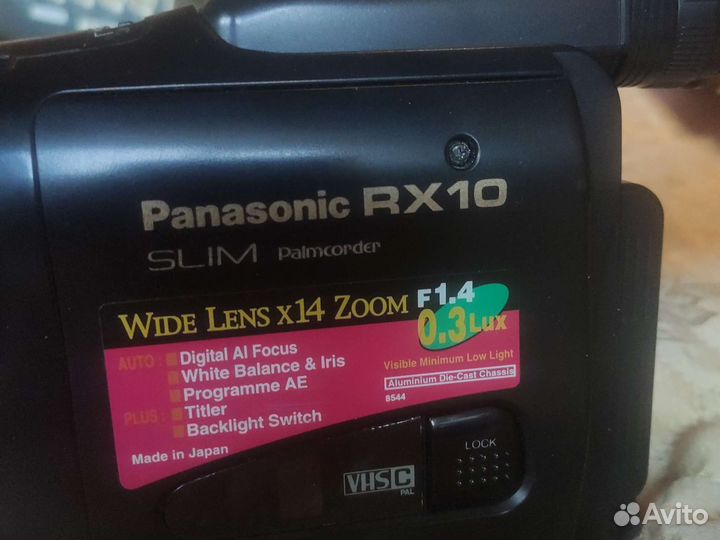 Panasonic RX10
SLIM Palmcorder
WIDE LENS X14 ZOOM F1.4
0.3Lux
AUTO: Digital AI Focus
White Balance & Iris
Programme AE
PLUS: Titler
Backlight Switch
Visible Minimum Low Light
Aluminium Die-Cast Chassis
8544
Made in Japan
LOCK
VHS C
PAL
Avito